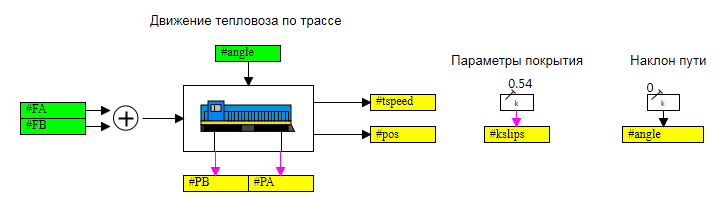 Движение тепловоза по трассе
#angle
Параметры покрытия
Наклон пути
0.54
0
k
k
#FA
#FB
#tspeed
#pos
#kslips
#angle
#PB
#PA